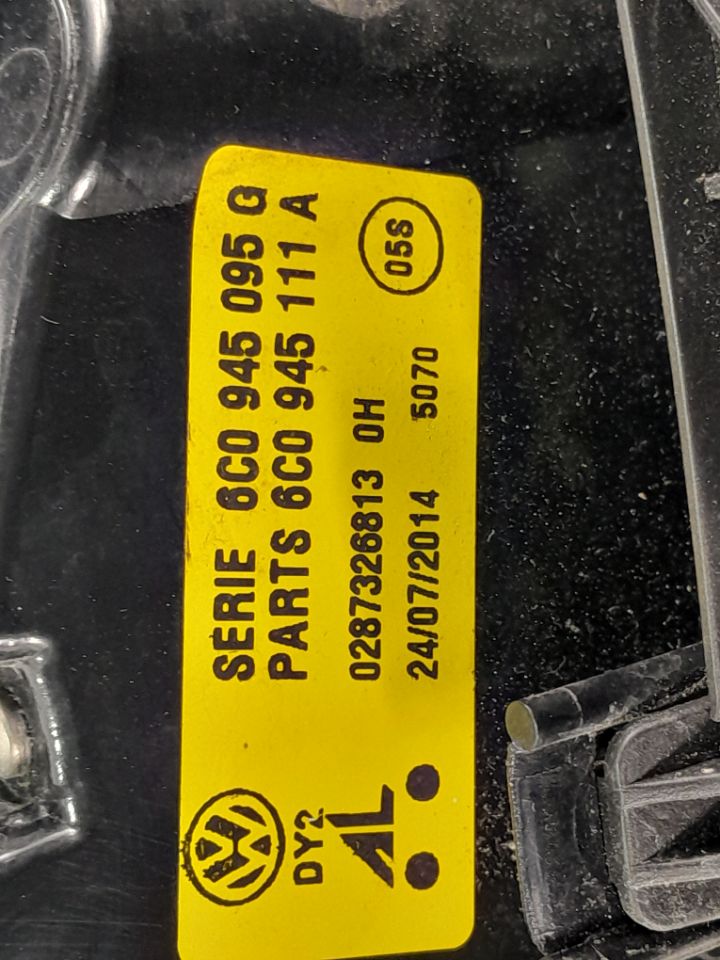 SERIE 6C0 945 095 G
PARTS 6C0 945 111 A
0287326813 0H
24/07/2014 5070
05S
DY2
AL